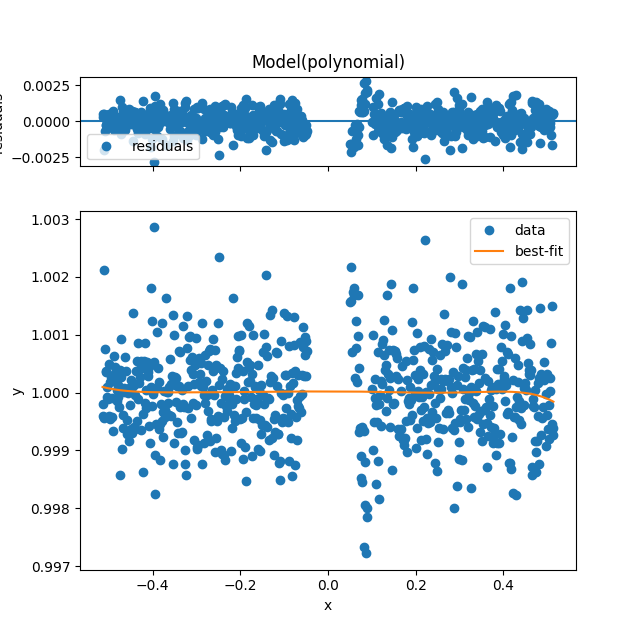 Model(polynomial)
0.0025
0.0000
−0.0025
residuals
residuals
1.003
1.002
1.001
1.000
0.999
0.998
0.997
y
data
best-fit
−0.4
−0.2
0.0
0.2
0.4
x